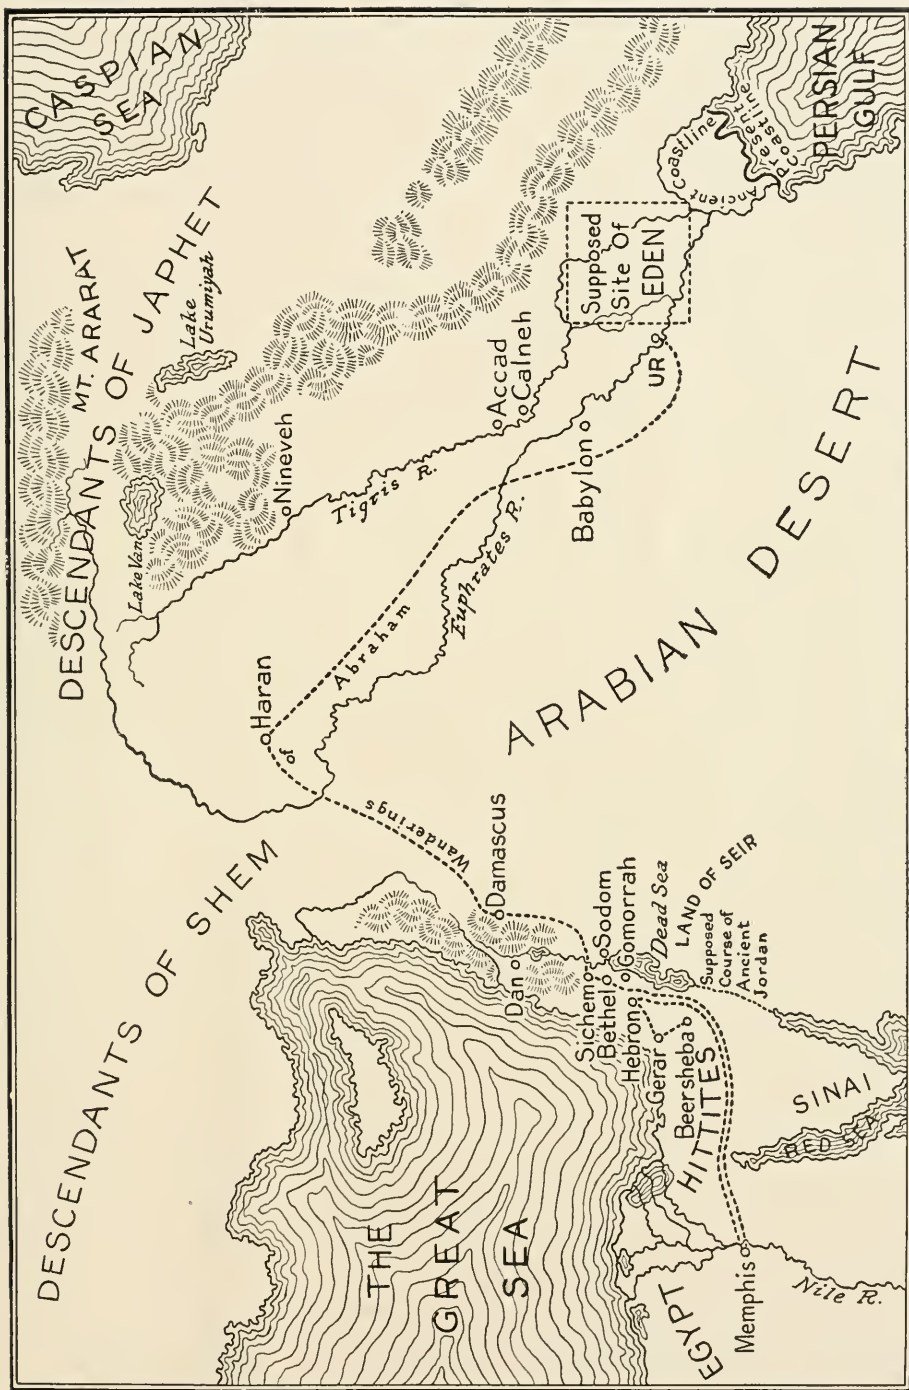 CASPIAN
SEA
PERSIAN
GULF
Ancient Coastline
Present
Coastline
MT. ARARAT
DESCENDANTS OF JAPHET
Lake
Urumiyah
Lake Van
Supposed
Site Of
EDEN
Accad
Calneh
UR
Nineveh
Tigris R.
Babylon
Euphrates R.
Haran
Wanderings of Abraham
ARABIAN DESERT
DESCENDANTS OF SHEM
Damascus
Dan
Sichem
Bethel
Sodom
Gomorrah
Hebron
Dead Sea
LAND OF SEIR
Supposed
Course of
Ancient
Jordan
Gerar
Beersheba
HITTITES
SINAI
RED SEA
THE
GREAT
SEA
EGYPT
Memphis
Nile R.